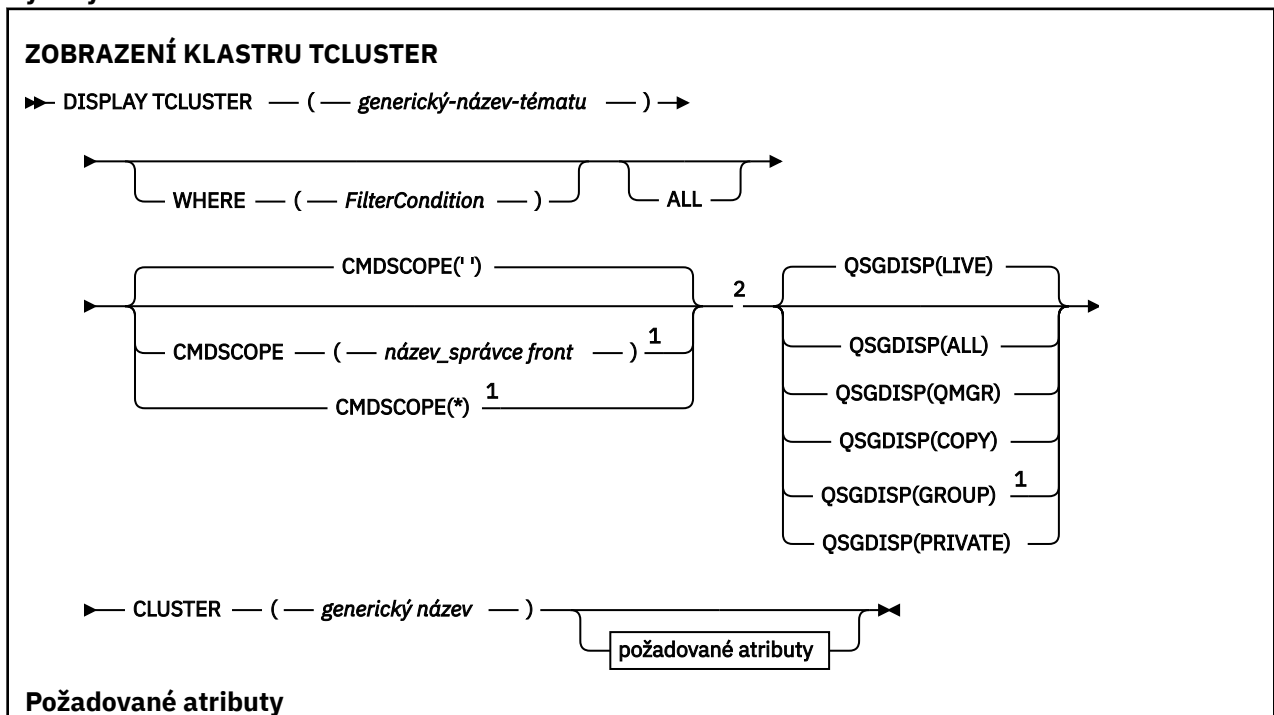 ZOBRAZENÍ KLASTRU TCLUSTER
DISPLAY TCLUSTER ( generický-název-tématu )
WHERE ( FilterCondition ) ALL
CMDSCOPE(' ') QSGDISP(LIVE)
2
CMDSCOPE ( název_správce front ) 1 QSGDISP(ALL)
CMDSCOPE(*) 1 QSGDISP(QMGR)
QSGDISP(COPY)
QSGDISP(GROUP) 1
QSGDISP(PRIVATE)
CLUSTER ( generický název )
požadované atributy
Požadované atributy